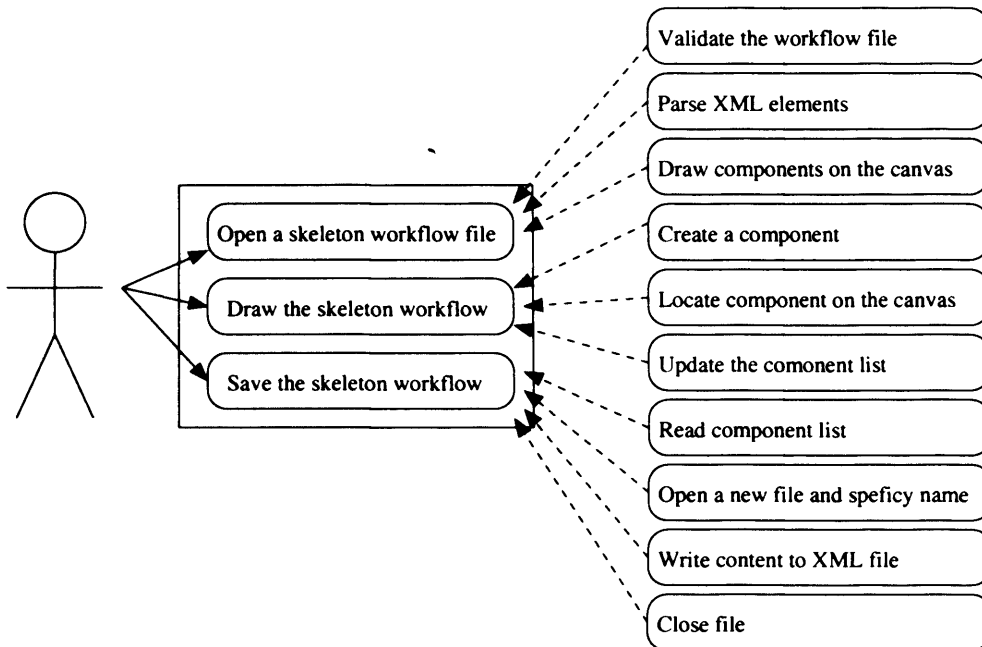 Validate the workflow file
Parse XML elements
Draw components on the canvas
Open a skeleton workflow file
Create a component
Draw the skeleton workflow
Locate component on the canvas
Update the comonent list
Save the skeleton workflow
Read component list
Open a new file and speficy name
Write content to XML file
Close file